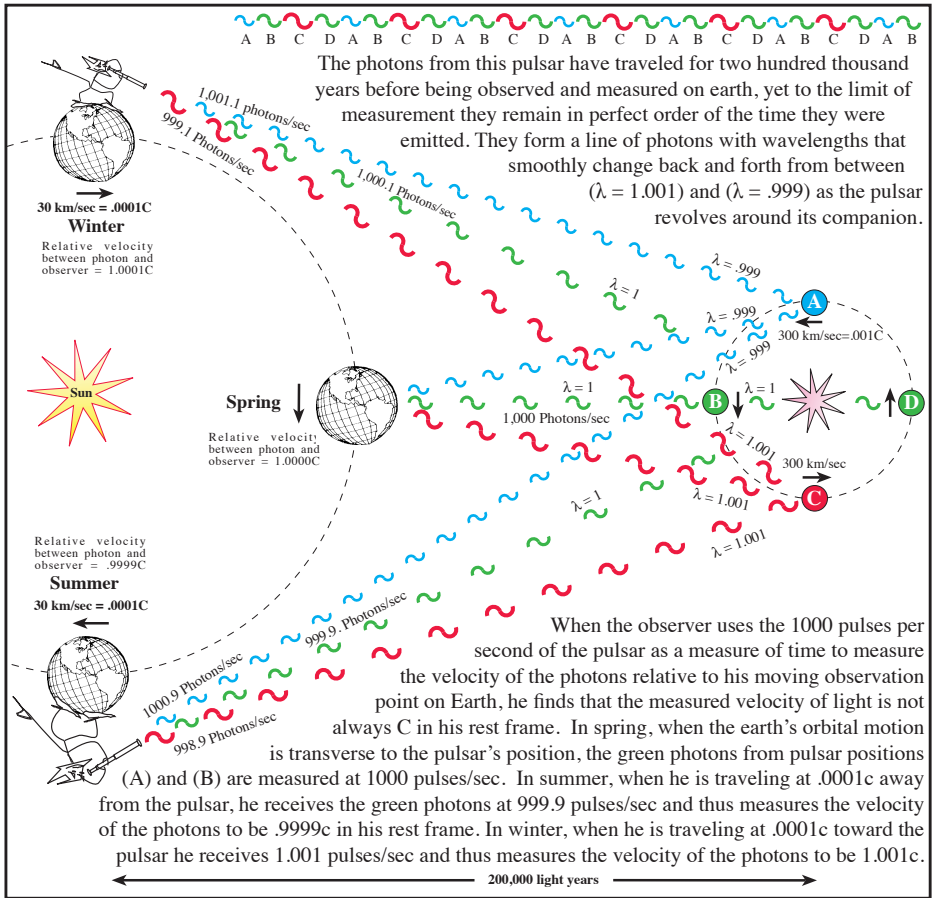 A B C D A B C D A B C D A B C D A B C D A B C D A B
The photons from this pulsar have traveled for two hundred thousand
years before being observed and measured on earth, yet to the limit of
measurement they remain in perfect order of the time they were
emitted. They form a line of photons with wavelengths that
smoothly change back and forth from between
(λ = 1.001) and (λ = .999) as the pulsar
revolves around its companion.
1,001.1 Photons/sec
999.1 Photons/sec
1,000.1 Photons/sec
30 km/sec = .0001C
Winter
Relative velocity
between photon and
observer = 1.0001C
λ = .999
λ = 1
λ = .999
A
300 km/sec=.001C
λ = .999
Sun
Spring
Relative velocity
between photon and
observer = 1.0000C
λ = 1
1,000 Photons/sec
B
λ = 1
D
λ = 1.001
300 km/sec
C
λ = 1.001
λ = 1
λ = 1.001
Relative velocity
between photon and
observer = .9999C
Summer
30 km/sec = .0001C
999.9. Photons/sec
1000.9 Photons/sec
998.9 Photons/sec
When the observer uses the 1000 pulses per
second of the pulsar as a measure of time to measure
the velocity of the photons relative to his moving observation
point on Earth, he finds that the measured velocity of light is not
always C in his rest frame. In spring, when the earth's orbital motion
is transverse to the pulsar's position, the green photons from pulsar positions
(A) and (B) are measured at 1000 pulses/sec. In summer, when he is traveling at .0001c away
from the pulsar, he receives the green photons at 999.9 pulses/sec and thus measures the velocity
of the photons to be .9999c in his rest frame. In winter, when he is traveling at .0001c toward the
pulsar he receives 1.001 pulses/sec and thus measures the velocity of the photons to be 1.001c.
200,000 light years